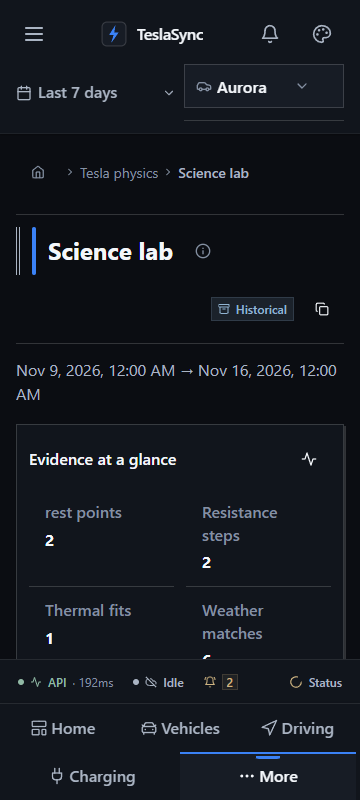 TeslaSync
Last 7 days
Aurora
Tesla physics > Science lab
Science lab
Historical
Nov 9, 2026, 12:00 AM → Nov 16, 2026, 12:00
AM
Evidence at a glance
rest points
2
Resistance
steps
2
Thermal fits
1
Weather
matches
API · 192ms
Idle
2
Status
Home
Vehicles
Driving
Charging
More